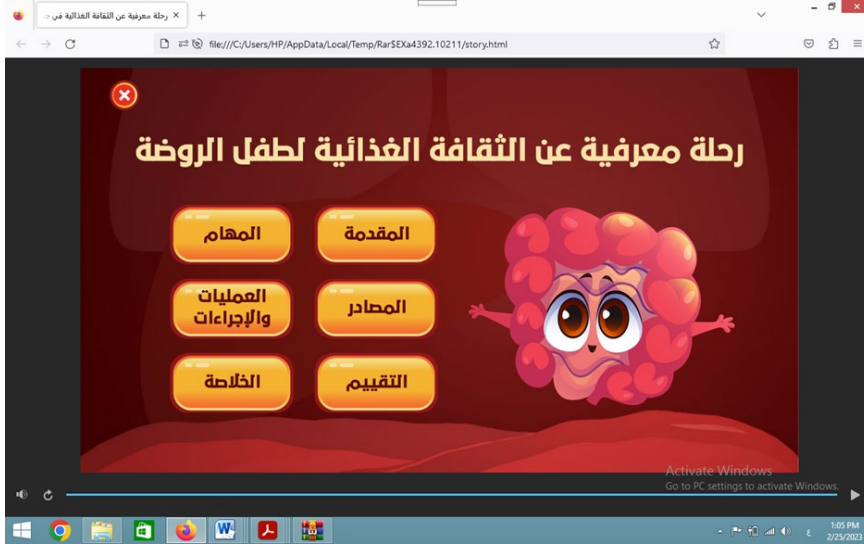 رحلة معرفية عن الثقافة الغذائية في
file:///C:/Users/HP/AppData/Local/Temp/Rar$EXa4392.10211/story.html
رحلة معرفية عن الثقافة الغذائية لطفل الروضة
المقدمة
المهام
المصادر
العمليات
والإجراءات
التقييم
الخلاصة
Activate Windows
Go to PC settings to activate Windows.
1:05 PM
2/25/2023